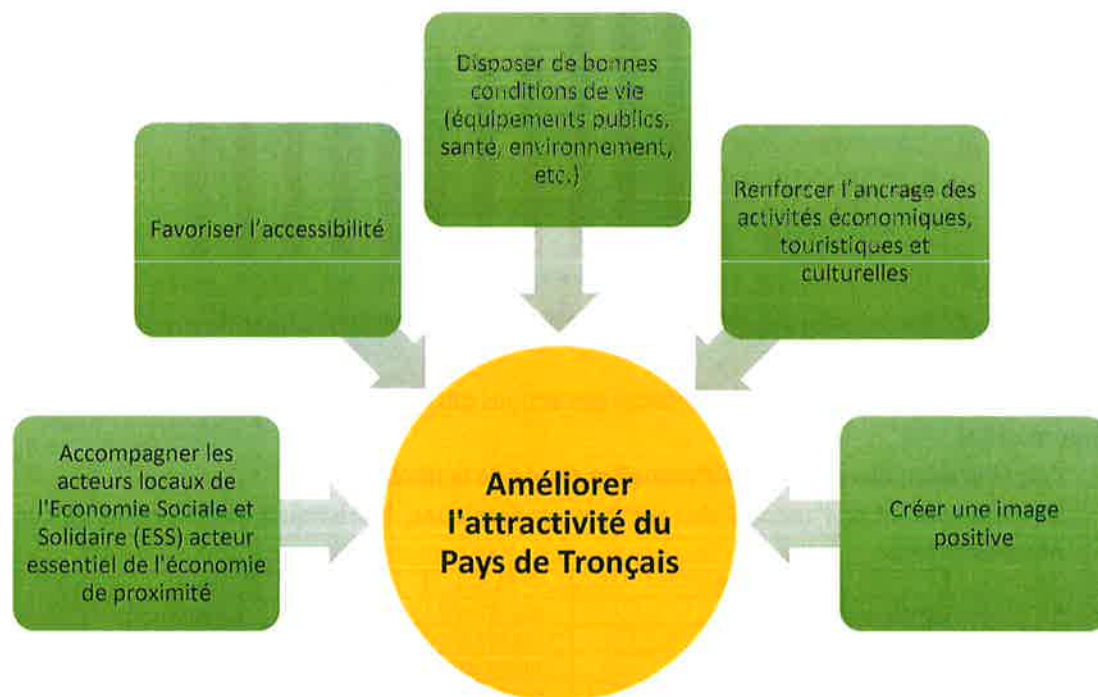 Disposer de bonnes
conditions de vie
(équipements publics,
santé, environnement,
etc.)
Favoriser l'accessibilité
Renforcer l'ancrage des
activités économiques,
touristiques et
culturelles
Accompagner les
acteurs locaux de
l'Economie Sociale et
Solidaire (ESS) acteur
essentiel de l'économie
de proximité
Améliorer
l'attractivité du
Pays de Tronçais
Créer une image
positive